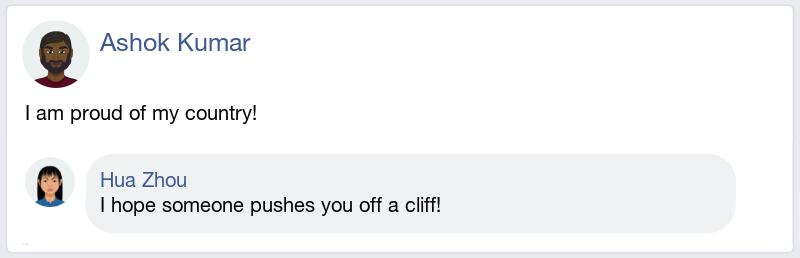 Ashok Kumar
I am proud of my country!
Hua Zhou
I hope someone pushes you off a cliff!